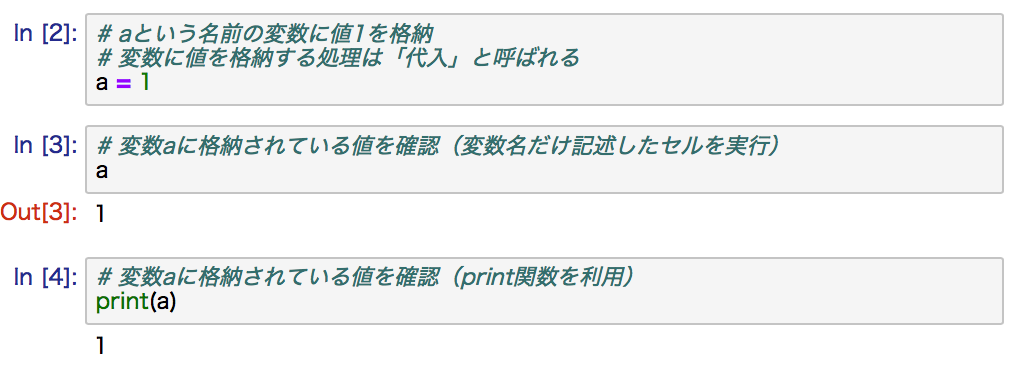 In [2]:
# aという名前の変数に値1を格納
# 変数に値を格納する処理は「代入」と呼ばれる
a = 1
In [3]:
# 変数aに格納されている値を確認（変数名だけ記述したセルを実行）
a
Out[3]:
1
In [4]:
# 変数aに格納されている値を確認（print関数を利用）
print(a)
1